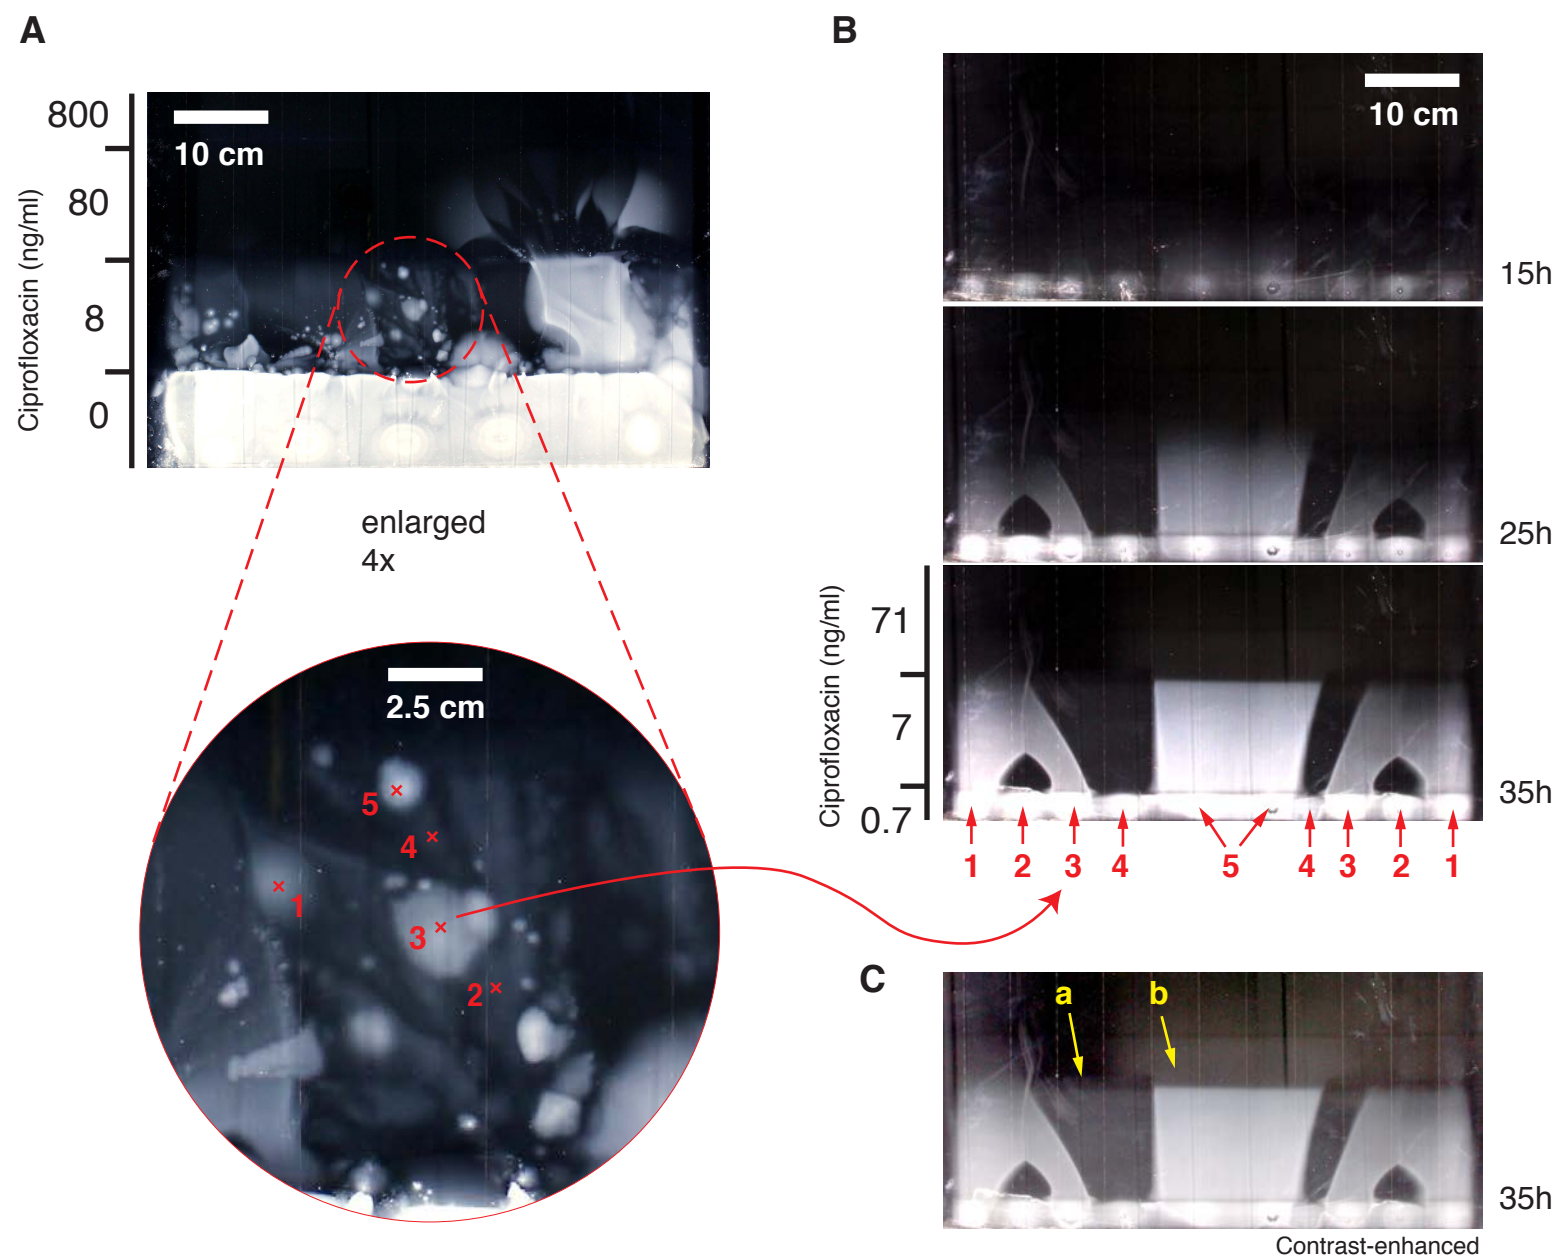 A
800
80
8
0
Ciprofloxacin (ng/ml)
10 cm
enlarged
4x
2.5 cm
5
4
1
3
2
B
10 cm
15h
25h
35h
Ciprofloxacin (ng/ml)
71
7
0.7
1 2 3 4 5 4 3 2 1
C
a b
35h
Contrast-enhanced